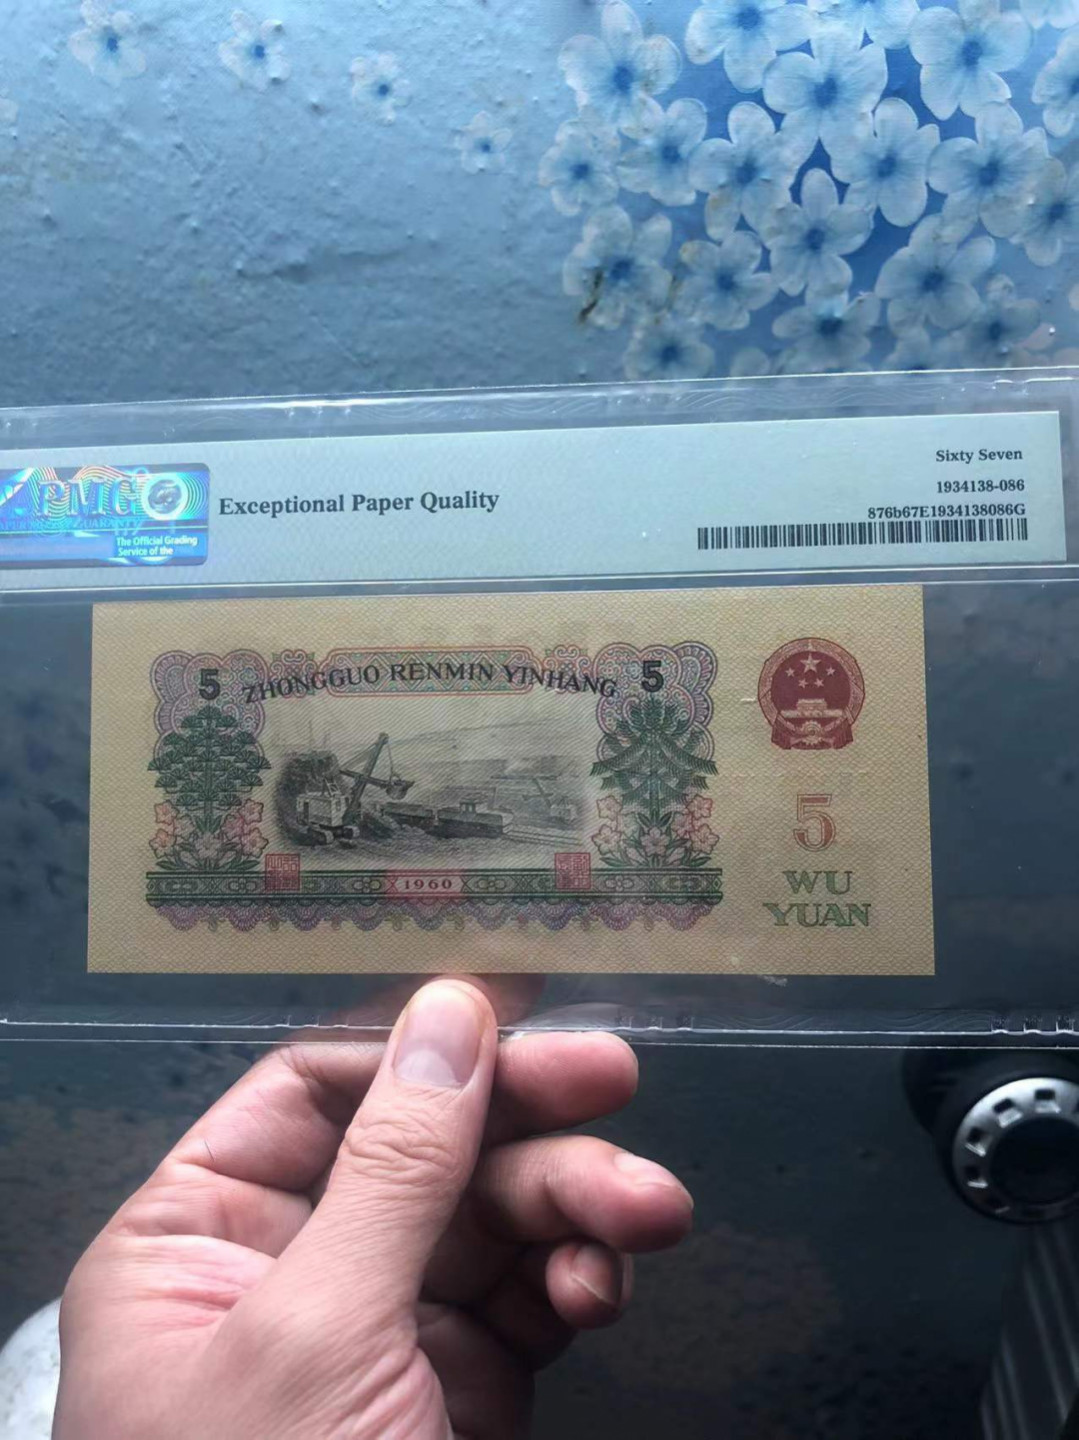 Sixty Seven
PMG
Exceptional Paper Quality
1934138-086
876b67E1934138086G
GUARANTY
The Official Grading
Service of the
5 ZHONGGUO RENMIN YINHANG 5
5
1960
WU
YUAN